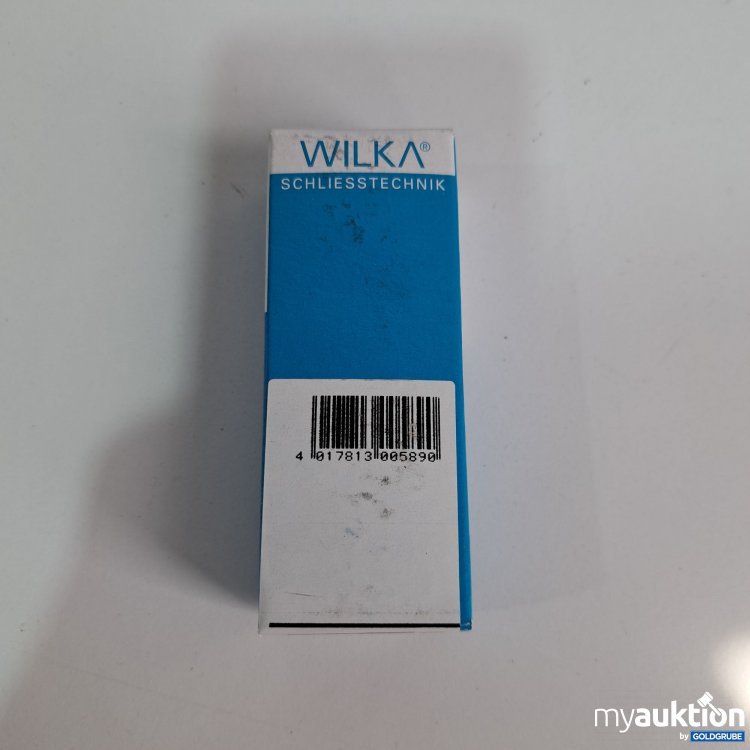 WILKA®
SCHLIESSTECHNIK
4 017813 005890
myauktion
by GOLDGRUBE